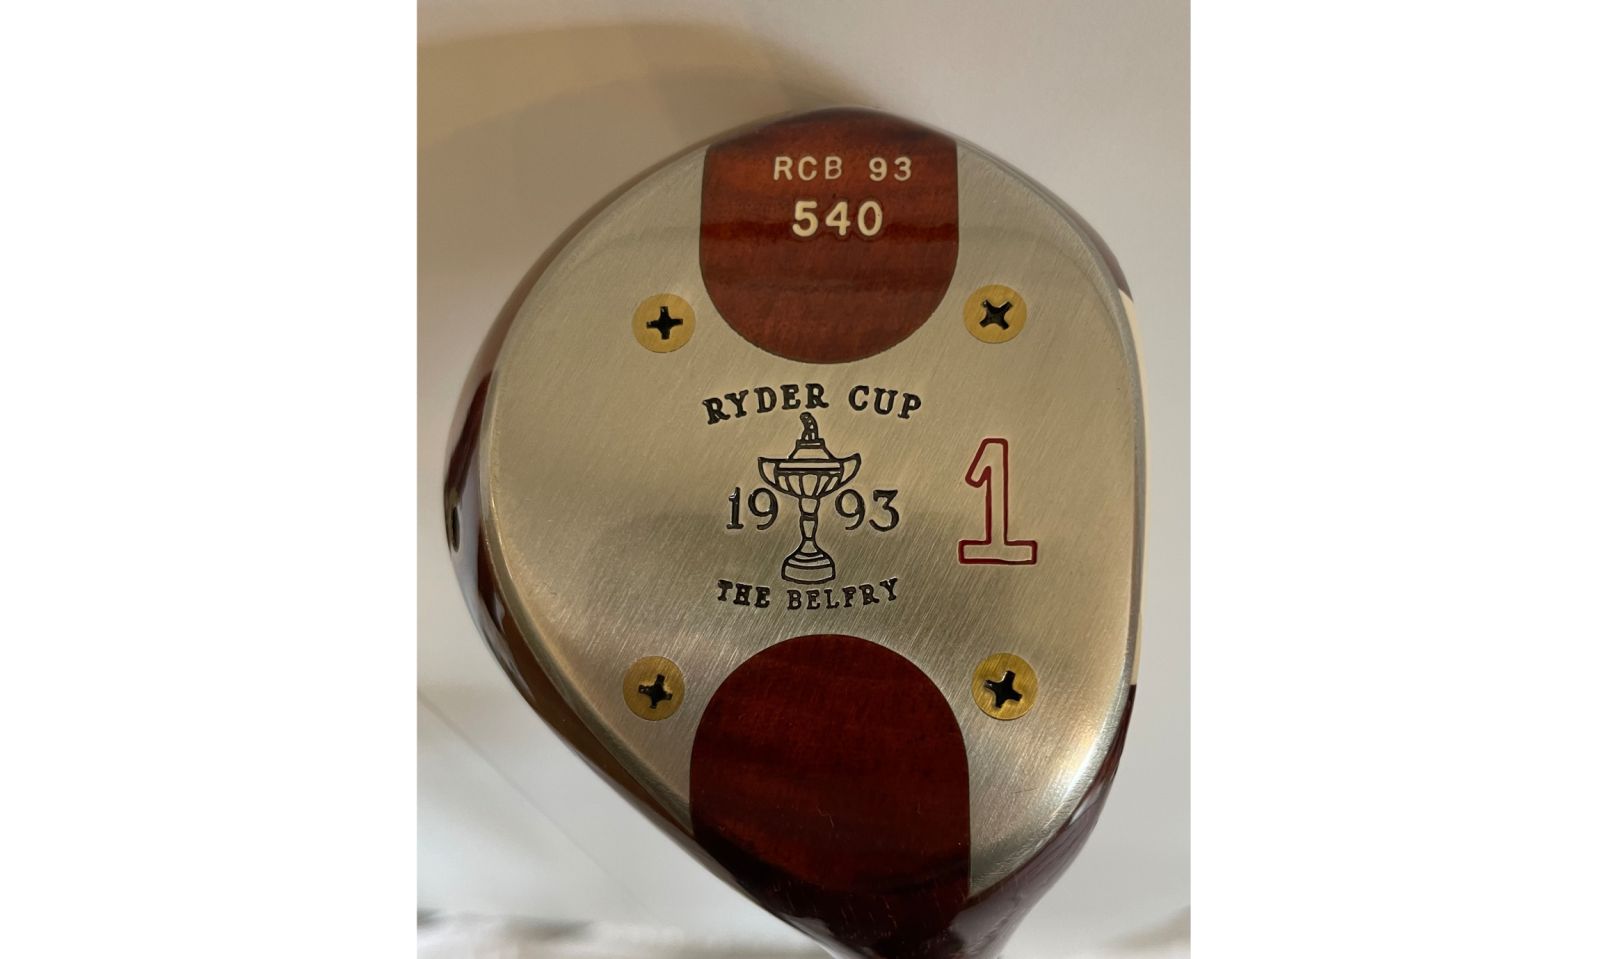 RCB 93
540
RYDER CUP
1993
1
THE BELFRY